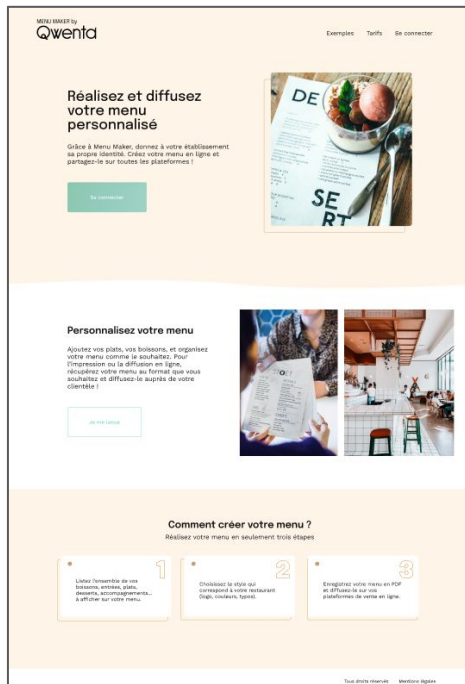 MENU MAKER by
Qwenta
Exemples Tarifs Se connecter
Réalisez et diffusez
votre menu
personnalisé
Grâce à Menu Maker, donnez à votre établissement
sa propre identité. Créez votre menu en ligne et
partagez-le sur toutes les plateformes !
Se connecter
DE
SE
RT
Personnalisez votre menu
Ajoutez vos plats, vos boissons, et organisez
votre menu comme le souhaitez. Pour
l'impression ou la diffusion en ligne,
récupérez votre menu au format que vous
souhaitez et diffusez-le auprès de votre
clientèle !
Je me lance
Comment créer votre menu ?
Réalisez votre menu en seulement trois étapes
1
Listez l'ensemble de vos
boissons, entrées, plats,
desserts, accompagnements...
à afficher sur votre menu.
2
Choisissez le style qui
correspond à votre restaurant
(logo, couleurs, typos).
3
Enregistrez votre menu en PDF
et diffusez-le sur vos
plateformes de vente en ligne.
Tous droits réservés Mentions légales